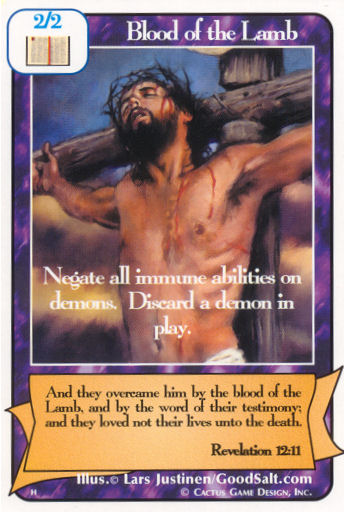 2/2
Blood of the Lamb
Negate all immune abilities on
demons. Discard a demon in
play.
And they overcame him by the blood of the
Lamb, and by the word of their testimony;
and they loved not their lives unto the death.
Revelation 12:11
Illus.© Lars Justinen/GoodSalt.com
H
© Cactus Game Design, Inc.